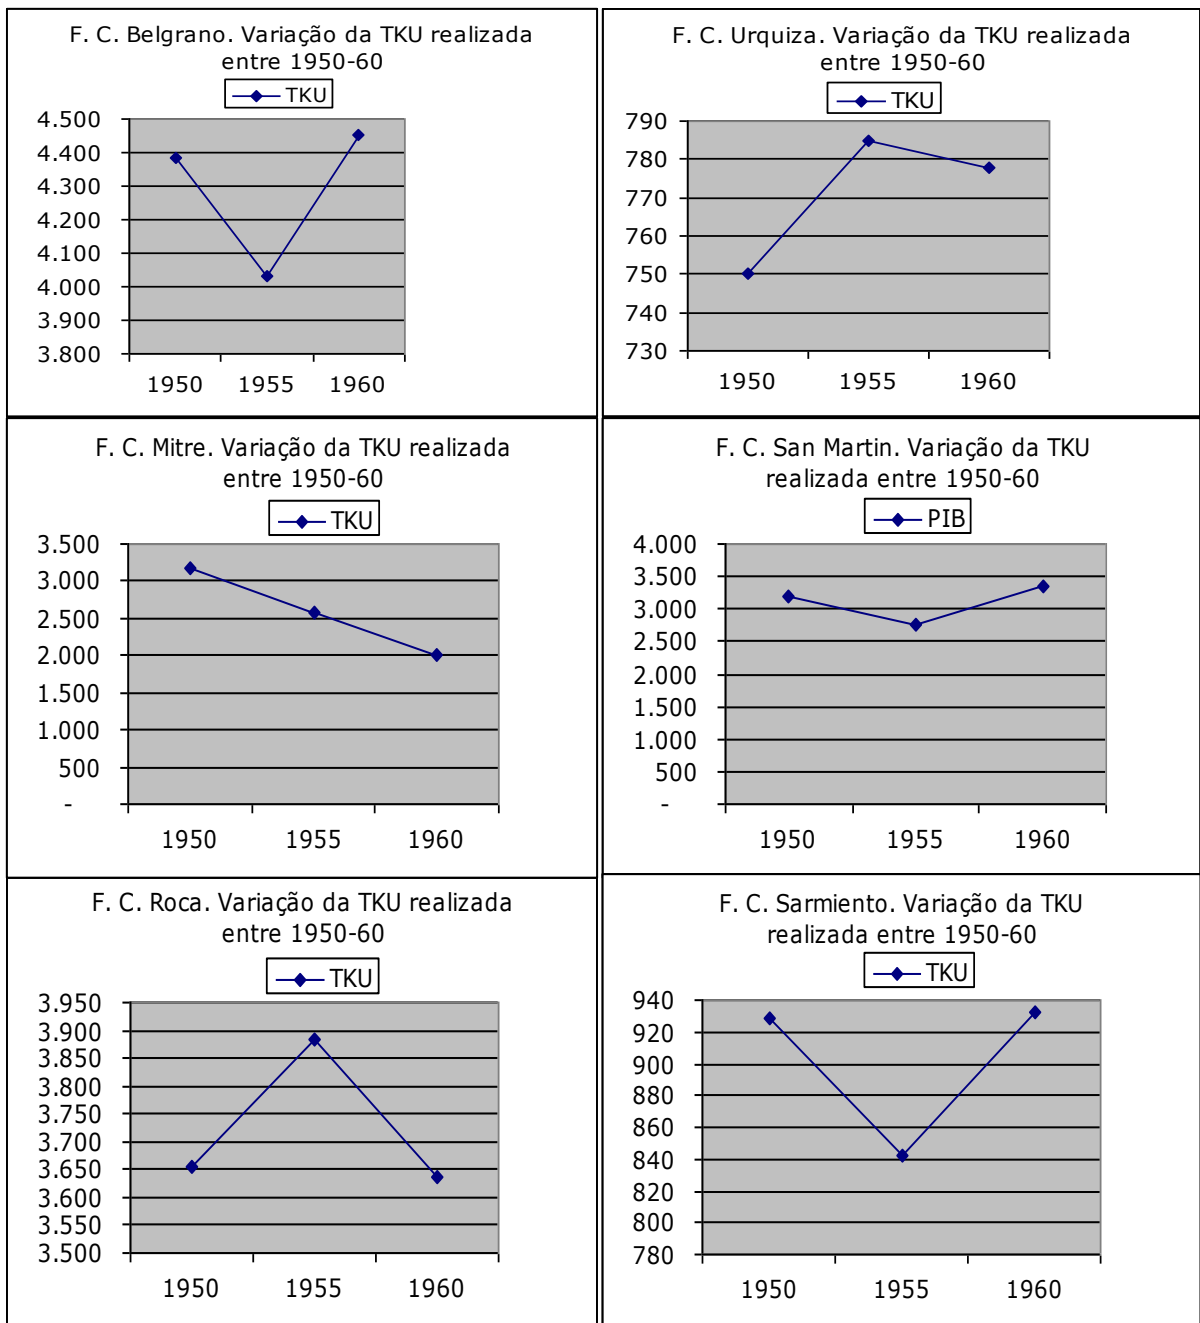 F. C. Belgrano. Variação da TKU realizada
entre 1950-60
TKU
4.500
4.400
4.300
4.200
4.100
4.000
3.900
3.800
1950 1955 1960
F. C. Urquiza. Variação da TKU realizada
entre 1950-60
TKU
790
780
770
760
750
740
730
1950 1955 1960
F. C. Mitre. Variação da TKU realizada
entre 1950-60
TKU
3.500
3.000
2.500
2.000
1.500
1.000
500
-
1950 1955 1960
F. C. San Martin. Variação da TKU
realizada entre 1950-60
PIB
4.000
3.500
3.000
2.500
2.000
1.500
1.000
500
-
1950 1955 1960
F. C. Roca. Variação da TKU realizada
entre 1950-60
TKU
3.950
3.900
3.850
3.800
3.750
3.700
3.650
3.600
3.550
3.500
1950 1955 1960
F. C. Sarmiento. Variação da TKU
realizada entre 1950-60
TKU
940
920
900
880
860
840
820
800
780
1950 1955 1960